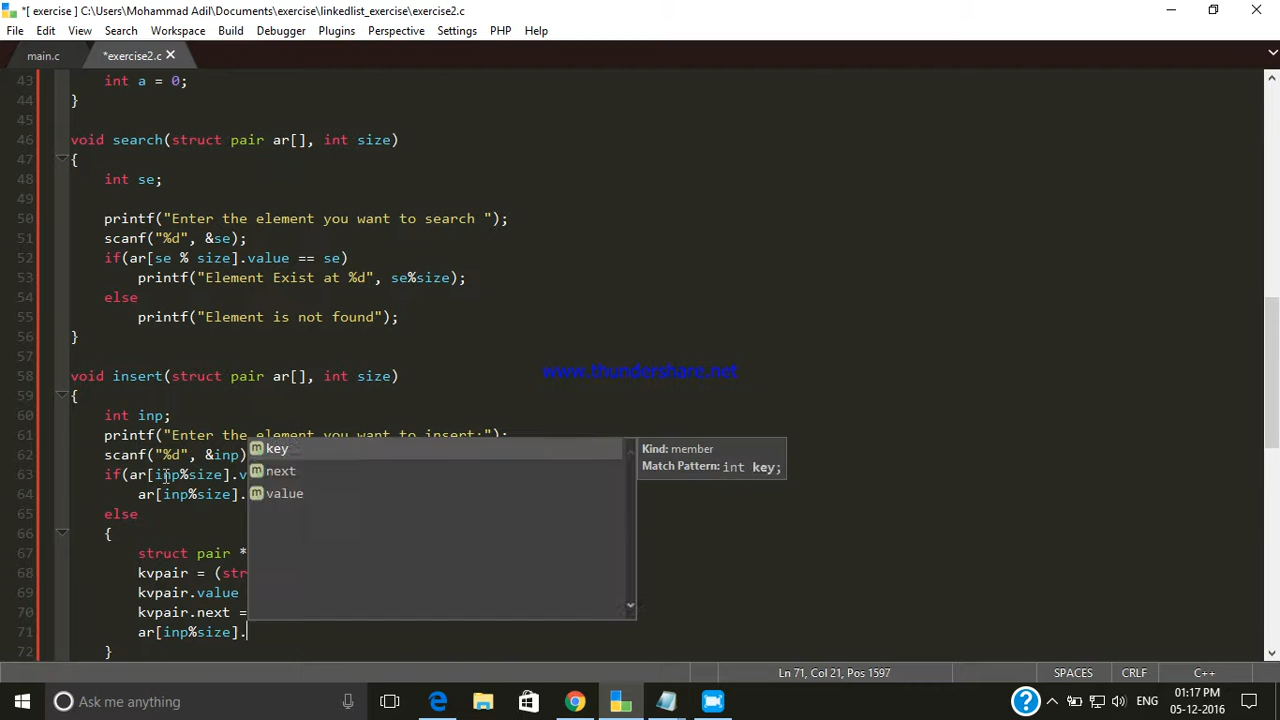 *[ exercise ] C:\Users\Mohammad Adil\Documents\exercise\linkedlist_exercise\exercise2.c
File Edit View Search Workspace Build Debugger Plugins Perspective Settings PHP Help
main.c *exercise2.c
43 int a = 0;
44 }
45
46 void search(struct pair ar[], int size)
47 {
48 int se;
49
50 printf("Enter the element you want to search ");
51 scanf("%d", &se);
52 if(ar[se % size].value == se)
53 printf("Element Exist at %d", se%size);
54 else
55 printf("Element is not found");
56 }
57
www.thundershare.net
58 void insert(struct pair ar[], int size)
59 {
60 int inp;
61 printf("Enter the element you want to insert:");
62 scanf("%d", &inp)
63 if(ar[inp%size].v
64 ar[inp%size].
65 else
66 {
67 struct pair *
68 kvpair = (str
69 kvpair.value
70 kvpair.next =
71 ar[inp%size].
72 }
key
next
value
Kind: member
Match Pattern: int key;
Ln 71, Col 21, Pos 1597 SPACES CRLF C++
Ask me anything
ENG
01:17 PM
05-12-2016